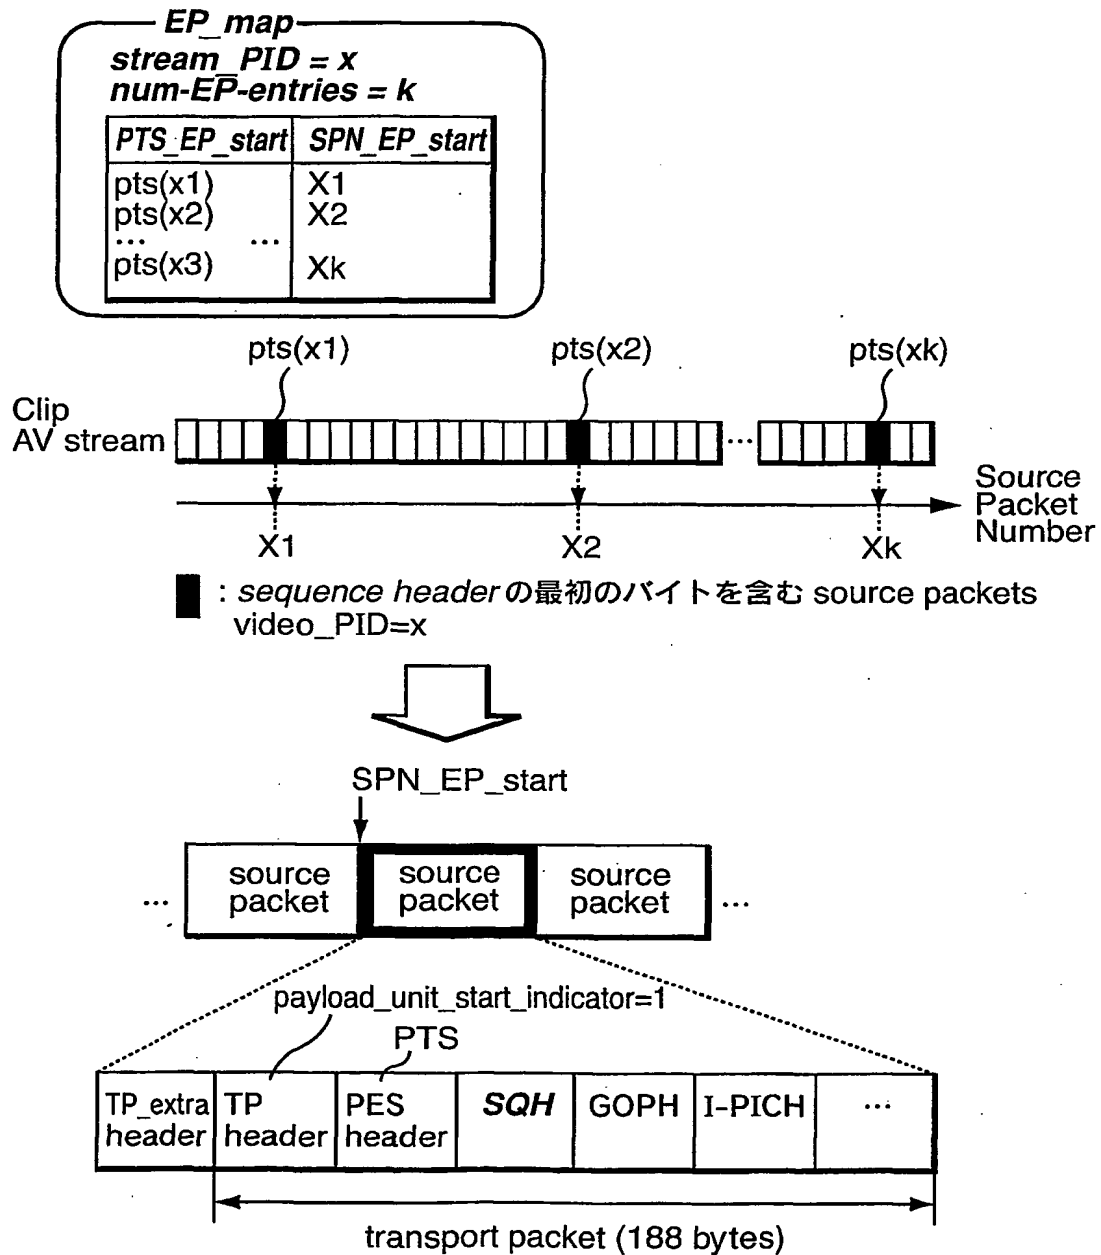 EP_map
stream_PID = x
num-EP-entries = k
PTS_EP_start SPN_EP_start
pts(x1) X1
pts(x2) X2
... ...
pts(x3) Xk
pts(x1) pts(x2) pts(xk)
Clip
AV stream
...
Source
Packet
Number
X1 X2 Xk
: sequence headerの最初のバイトを含む source packets
video_PID=x
SPN_EP_start
... source packet source packet source packet ...
payload_unit_start_indicator=1
PTS
TP_extra header TP header PES header SQH GOPH I-PICH ...
transport packet (188 bytes)